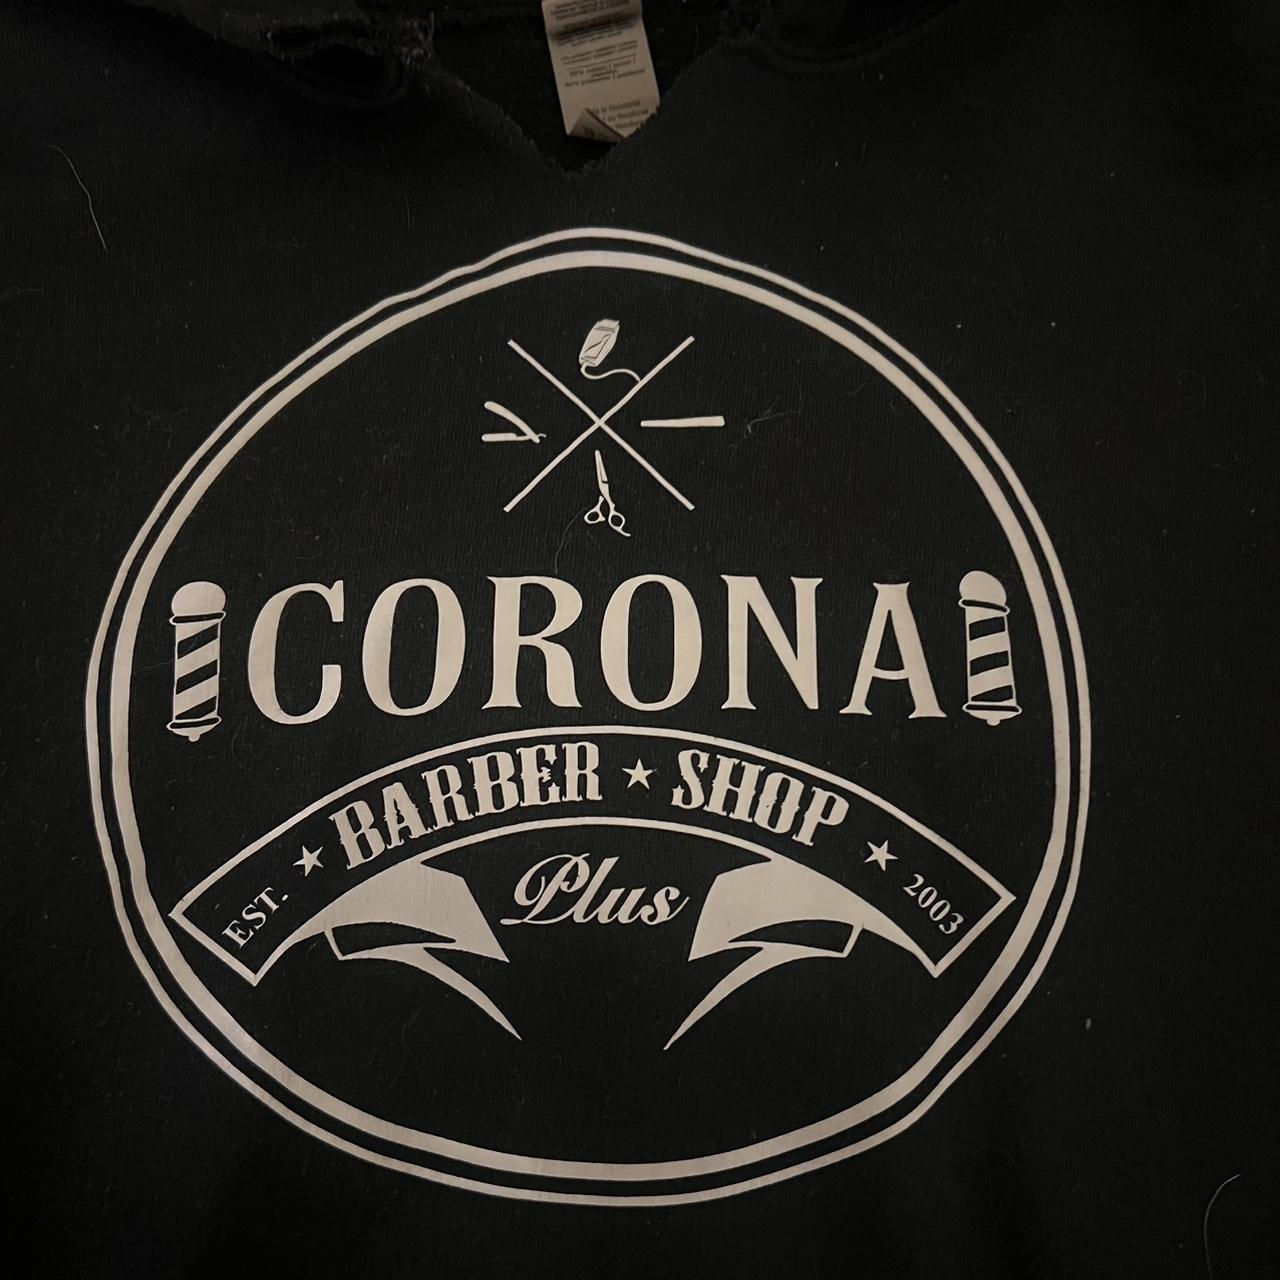 CORONA
BARBER ★ SHOP
EST. ★ ★ 2003
Plus